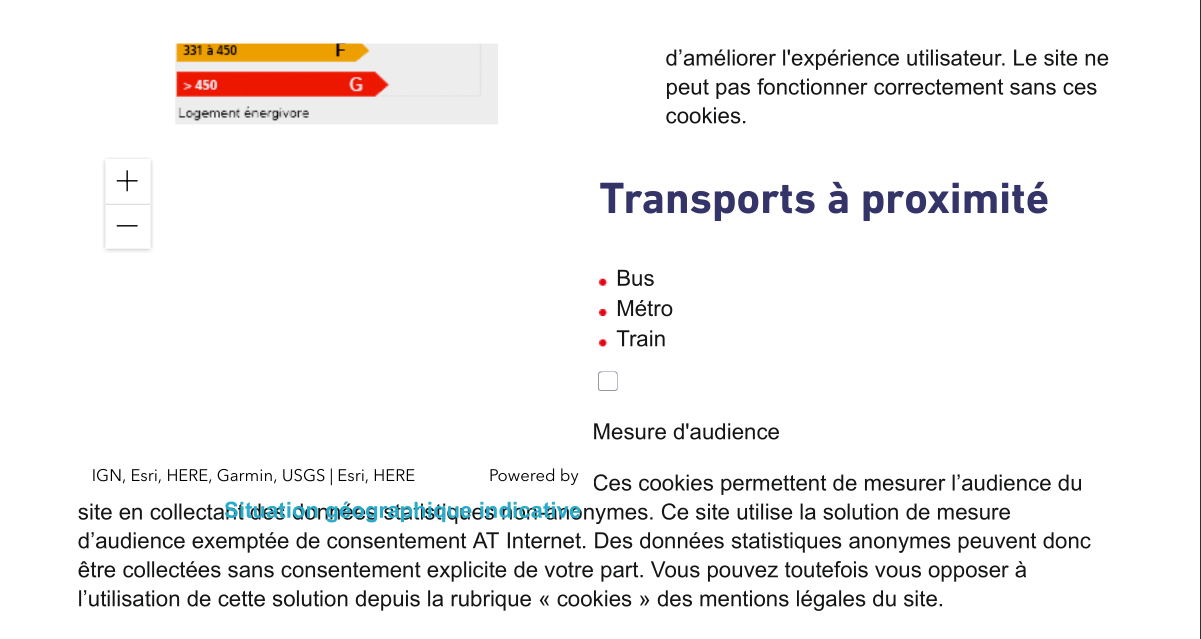 331 à 450 F
> 450 G
Logement énergivore
d’améliorer l'expérience utilisateur. Le site ne
peut pas fonctionner correctement sans ces
cookies.
Transports à proximité
Bus
Métro
Train
Mesure d'audience
IGN, Esri, HERE, Garmin, USGS | Esri, HERE Powered by
Ces cookies permettent de mesurer l’audience du
site en collectant des données statistiques non-anonymes. Ce site utilise la solution de mesure
Situation géographique indicative
d’audience exemptée de consentement AT Internet. Des données statistiques anonymes peuvent donc
être collectées sans consentement explicite de votre part. Vous pouvez toutefois vous opposer à
l’utilisation de cette solution depuis la rubrique « cookies » des mentions légales du site.